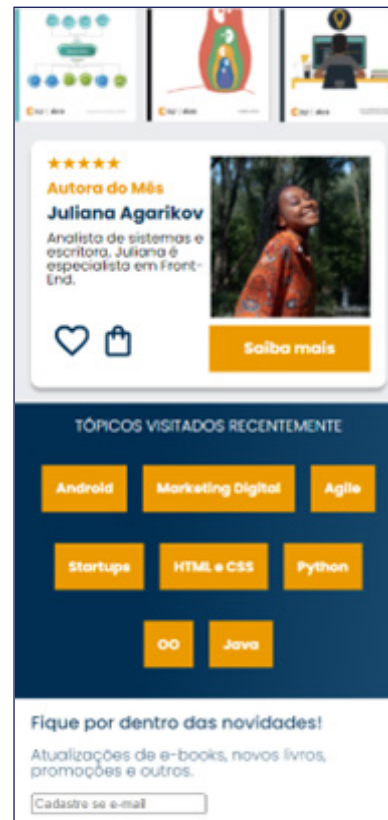 Autora do Mês
Juliana Agarikov
Analista de sistemas e
escritora, Juliana é
especialista em Front-
End.
Saiba mais
TÓPICOS VISITADOS RECENTEMENTE
Android Marketing Digital Agile
Startups HTML e CSS Python
OO Java
Fique por dentro das novidades!
Atualizações de e-books, novos livros,
promoções e outros.
Cadastre se e-mail